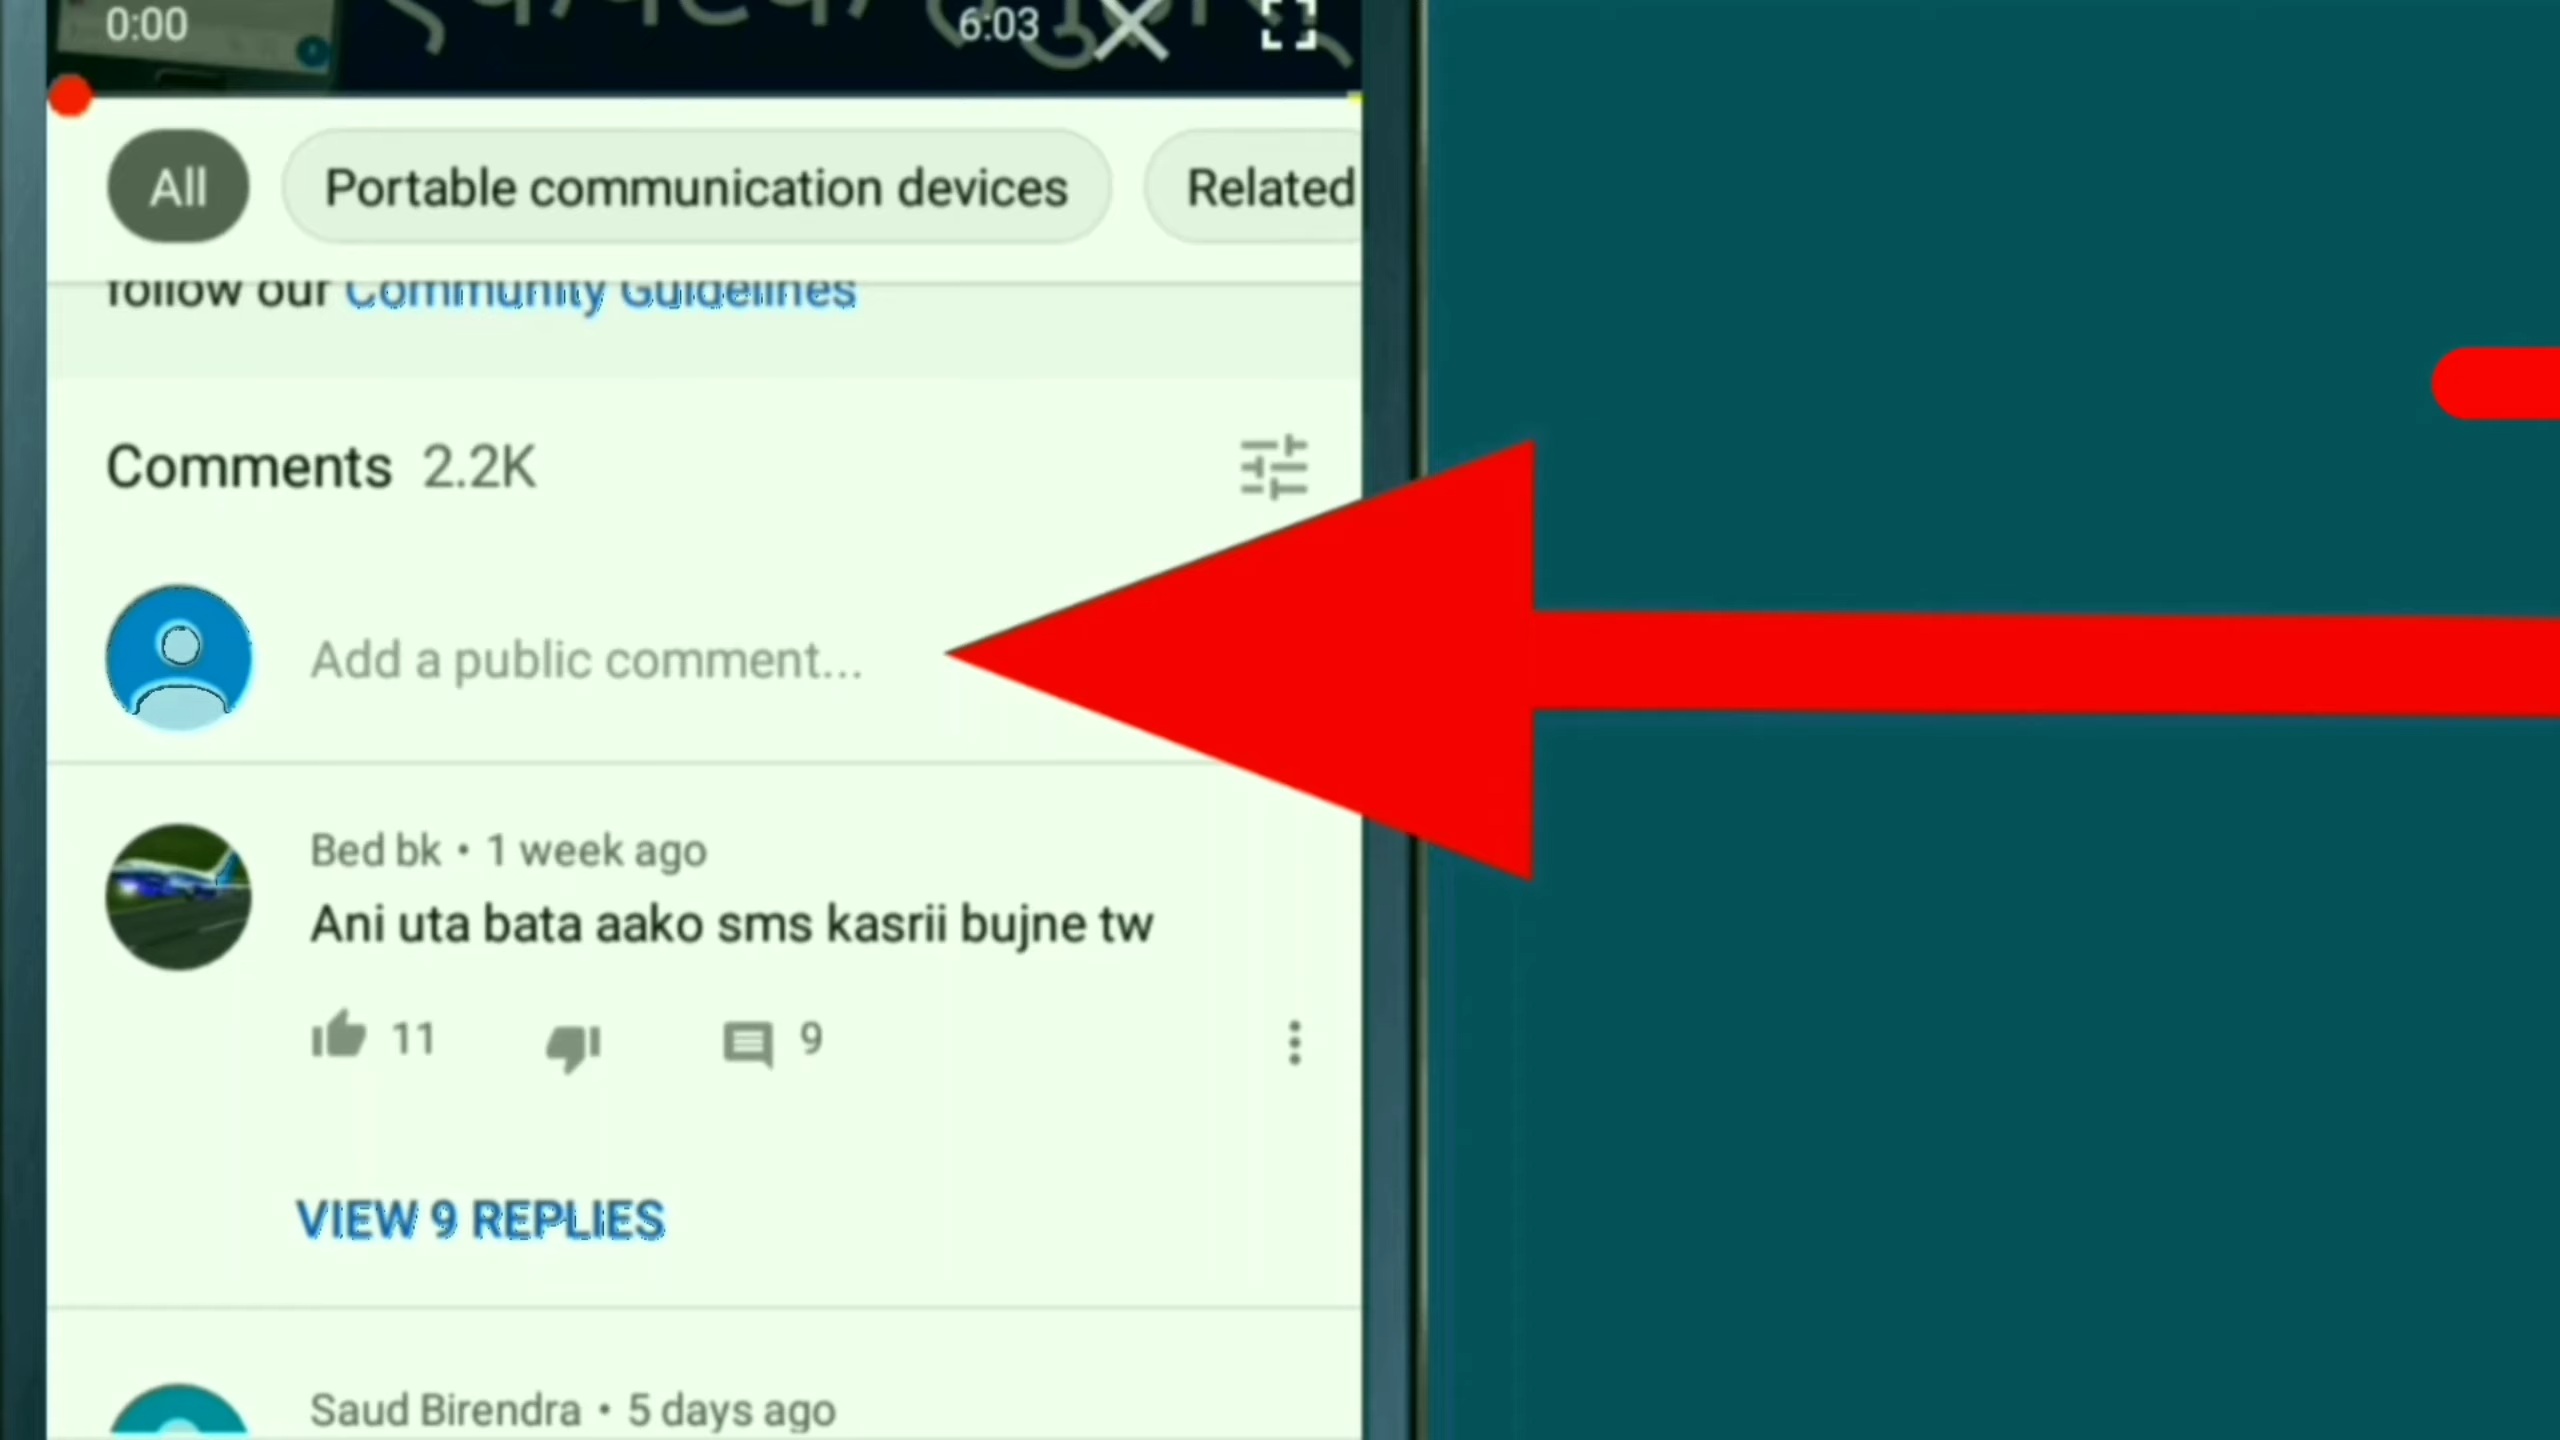 0:00
6:03
All
Portable communication devices
Related
follow our Community Guidelines
Comments 2.2K
Add a public comment...
Bed bk • 1 week ago
Ani uta bata aako sms kasrii bujne tw
11
9
VIEW 9 REPLIES
Saud Birendra • 5 days ago